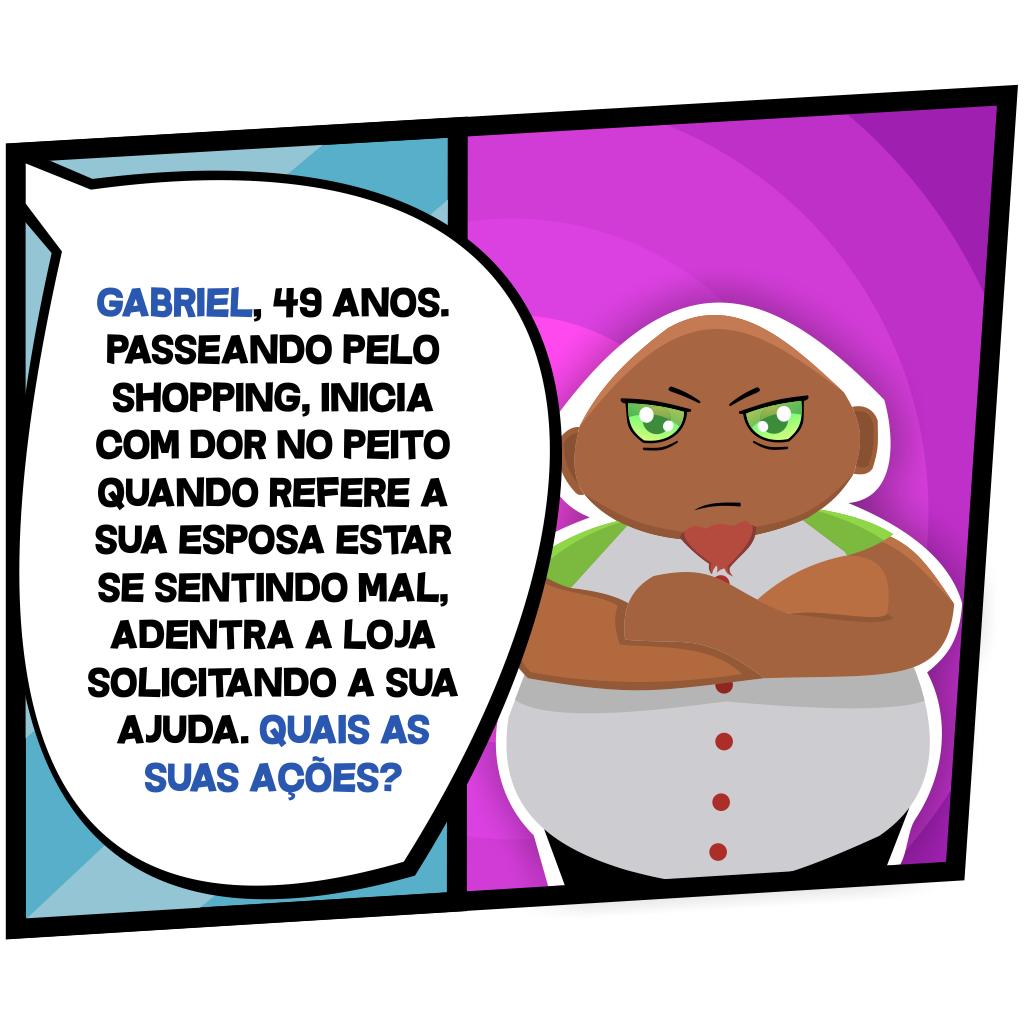 GABRIEL, 49 ANOS.
PASSEANDO PELO
SHOPPING, INICIA
COM DOR NO PEITO
QUANDO REFERE A
SUA ESPOSA ESTAR
SE SENTINDO MAL,
ADENTRA A LOJA
SOLICITANDO A SUA
AJUDA. QUAIS AS
SUAS AÇÕES?